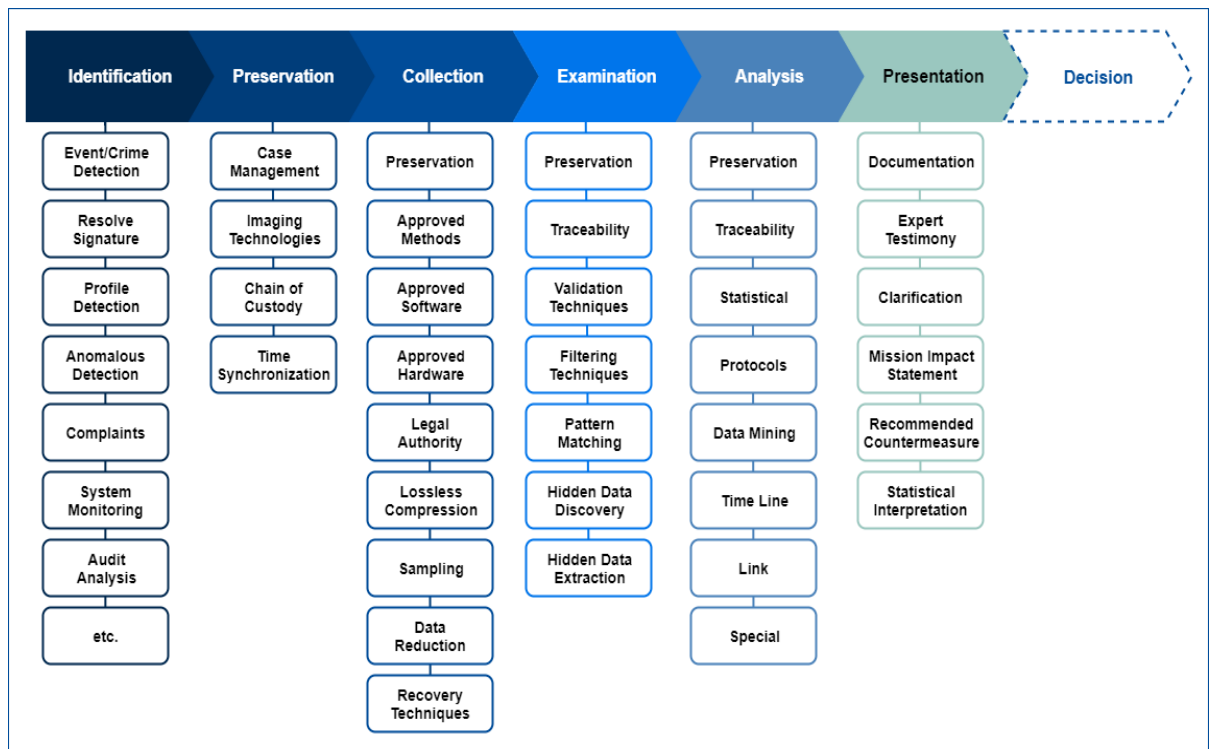 Identification
Preservation
Collection
Examination
Analysis
Presentation
Decision
Event/Crime
Detection
Resolve
Signature
Profile
Detection
Anomalous
Detection
Complaints
System
Monitoring
Audit
Analysis
etc.
Case
Management
Imaging
Technologies
Chain of
Custody
Time
Synchronization
Preservation
Approved
Methods
Approved
Software
Approved
Hardware
Legal
Authority
Lossless
Compression
Sampling
Data
Reduction
Recovery
Techniques
Preservation
Traceability
Validation
Techniques
Filtering
Techniques
Pattern
Matching
Hidden Data
Discovery
Hidden Data
Extraction
Preservation
Traceability
Statistical
Protocols
Data Mining
Time Line
Link
Special
Documentation
Expert
Testimony
Clarification
Mission Impact
Statement
Recommended
Countermeasure
Statistical
Interpretation